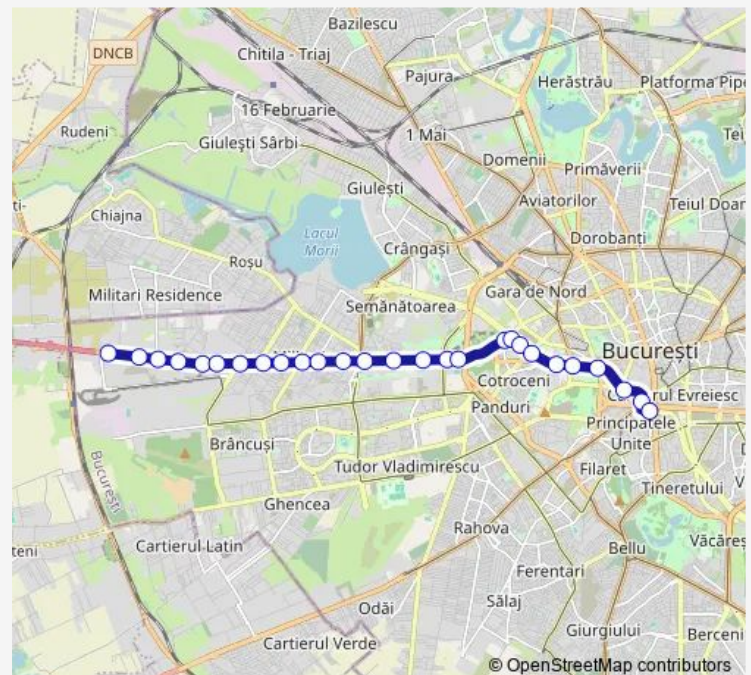 Bazilescu
DNCB
Chitila - Triaj
Pajura
Herăstrău
Platforma Pipe
16 Februarie
Rudeni
Giulești Sârbi
1 Mai
Domenii
Primăverii
Giulești
Aviatorilor
Teiul Doar
Chiajna
Lacul
Morii
Crângași
Dorobanți
Roșu
Militari Residence
Semănătoarea
Gara de Nord
București
Cotroceni
Panduri
Principatele
Unite
Brâncuși
Tudor Vladimirescu
Filaret
Tineretului
București
Ghencea
Rahova
Cartierul Latin
Bellu
Văcăreș
Ferentari
Odăi
Sălaj
Giurgiului
Berceni
Cartierul Verde
© OpenStreetMap contributors